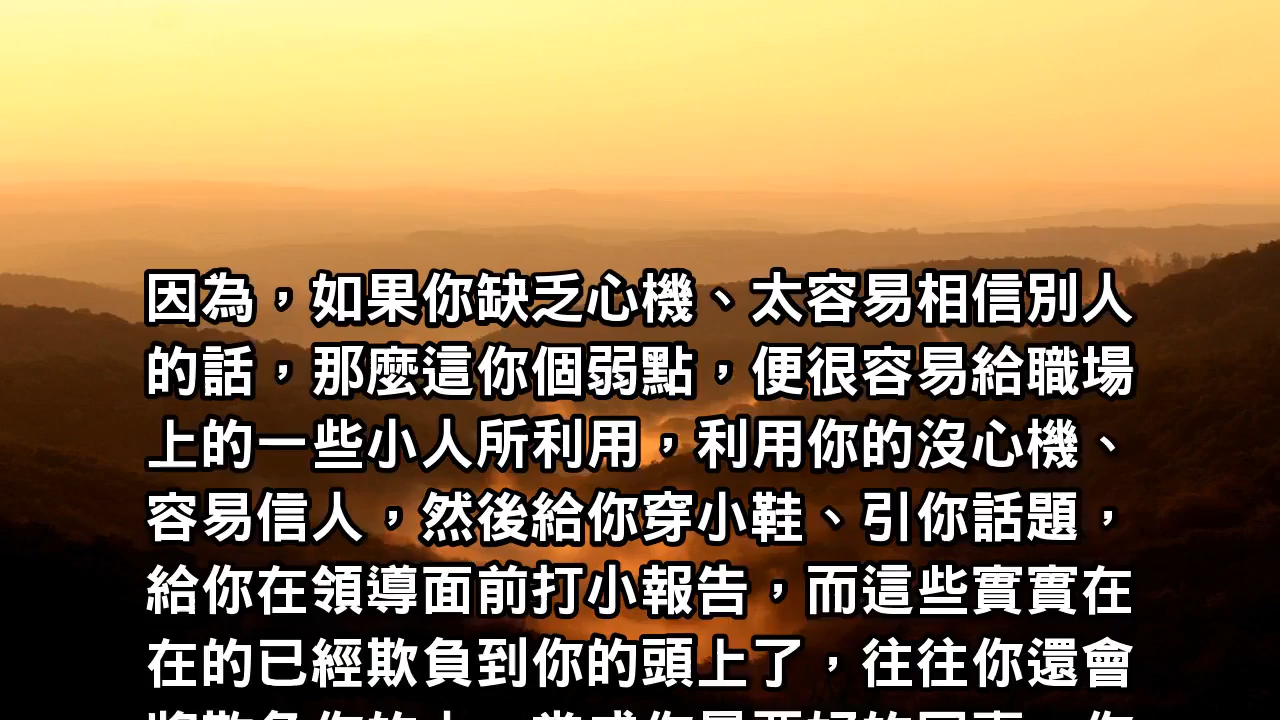 因為，如果你缺乏心機、太容易相信別人
的話，那麼這你個弱點，便很容易給職場
上的一些小人所利用，利用你的沒心機、
容易信人，然後給你穿小鞋、引你話題，
給你在領導面前打小報告，而這些實實在
在的已經欺負到你的頭上了，往往你還會